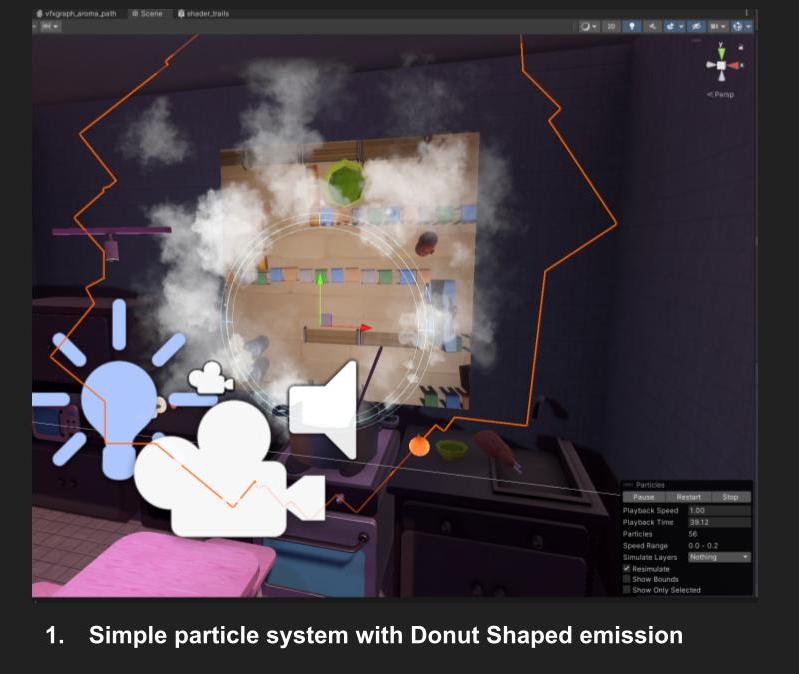 vfxgraph_aroma_path
Scene
shader_trails
2D
y
x
< Persp
Particles
Pause Restart Stop
Playback Speed 1.00
Playback Time 39.12
Particles 56
Speed Range 0.0 - 0.2
Simulate Layers Nothing
Resimulate
Show Bounds
Show Only Selected
1. Simple particle system with Donut Shaped emission